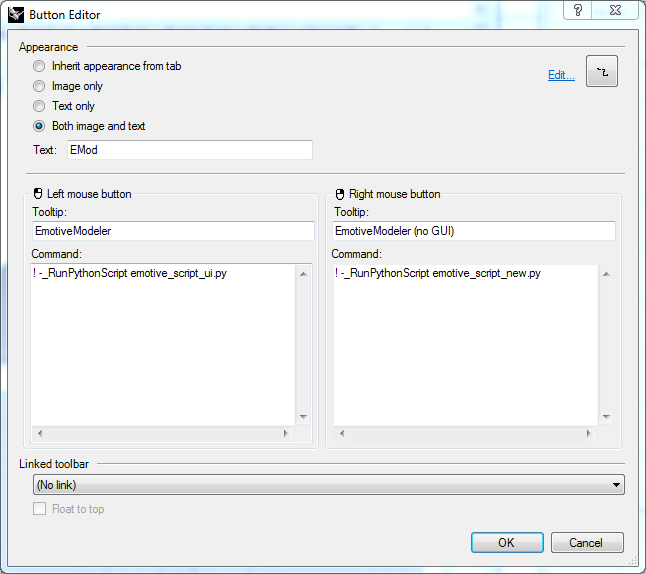 Button Editor
Appearance
Inherit appearance from tab
Edit...
Image only
Text only
Both image and text
Text: EMod
Left mouse button
Tooltip:
EmotiveModeler
Command:
! -_RunPythonScript emotive_script_ui.py
Right mouse button
Tooltip:
EmotiveModeler (no GUI)
Command:
! -_RunPythonScript emotive_script_new.py
Linked toolbar
(No link)
Float to top
OK
Cancel